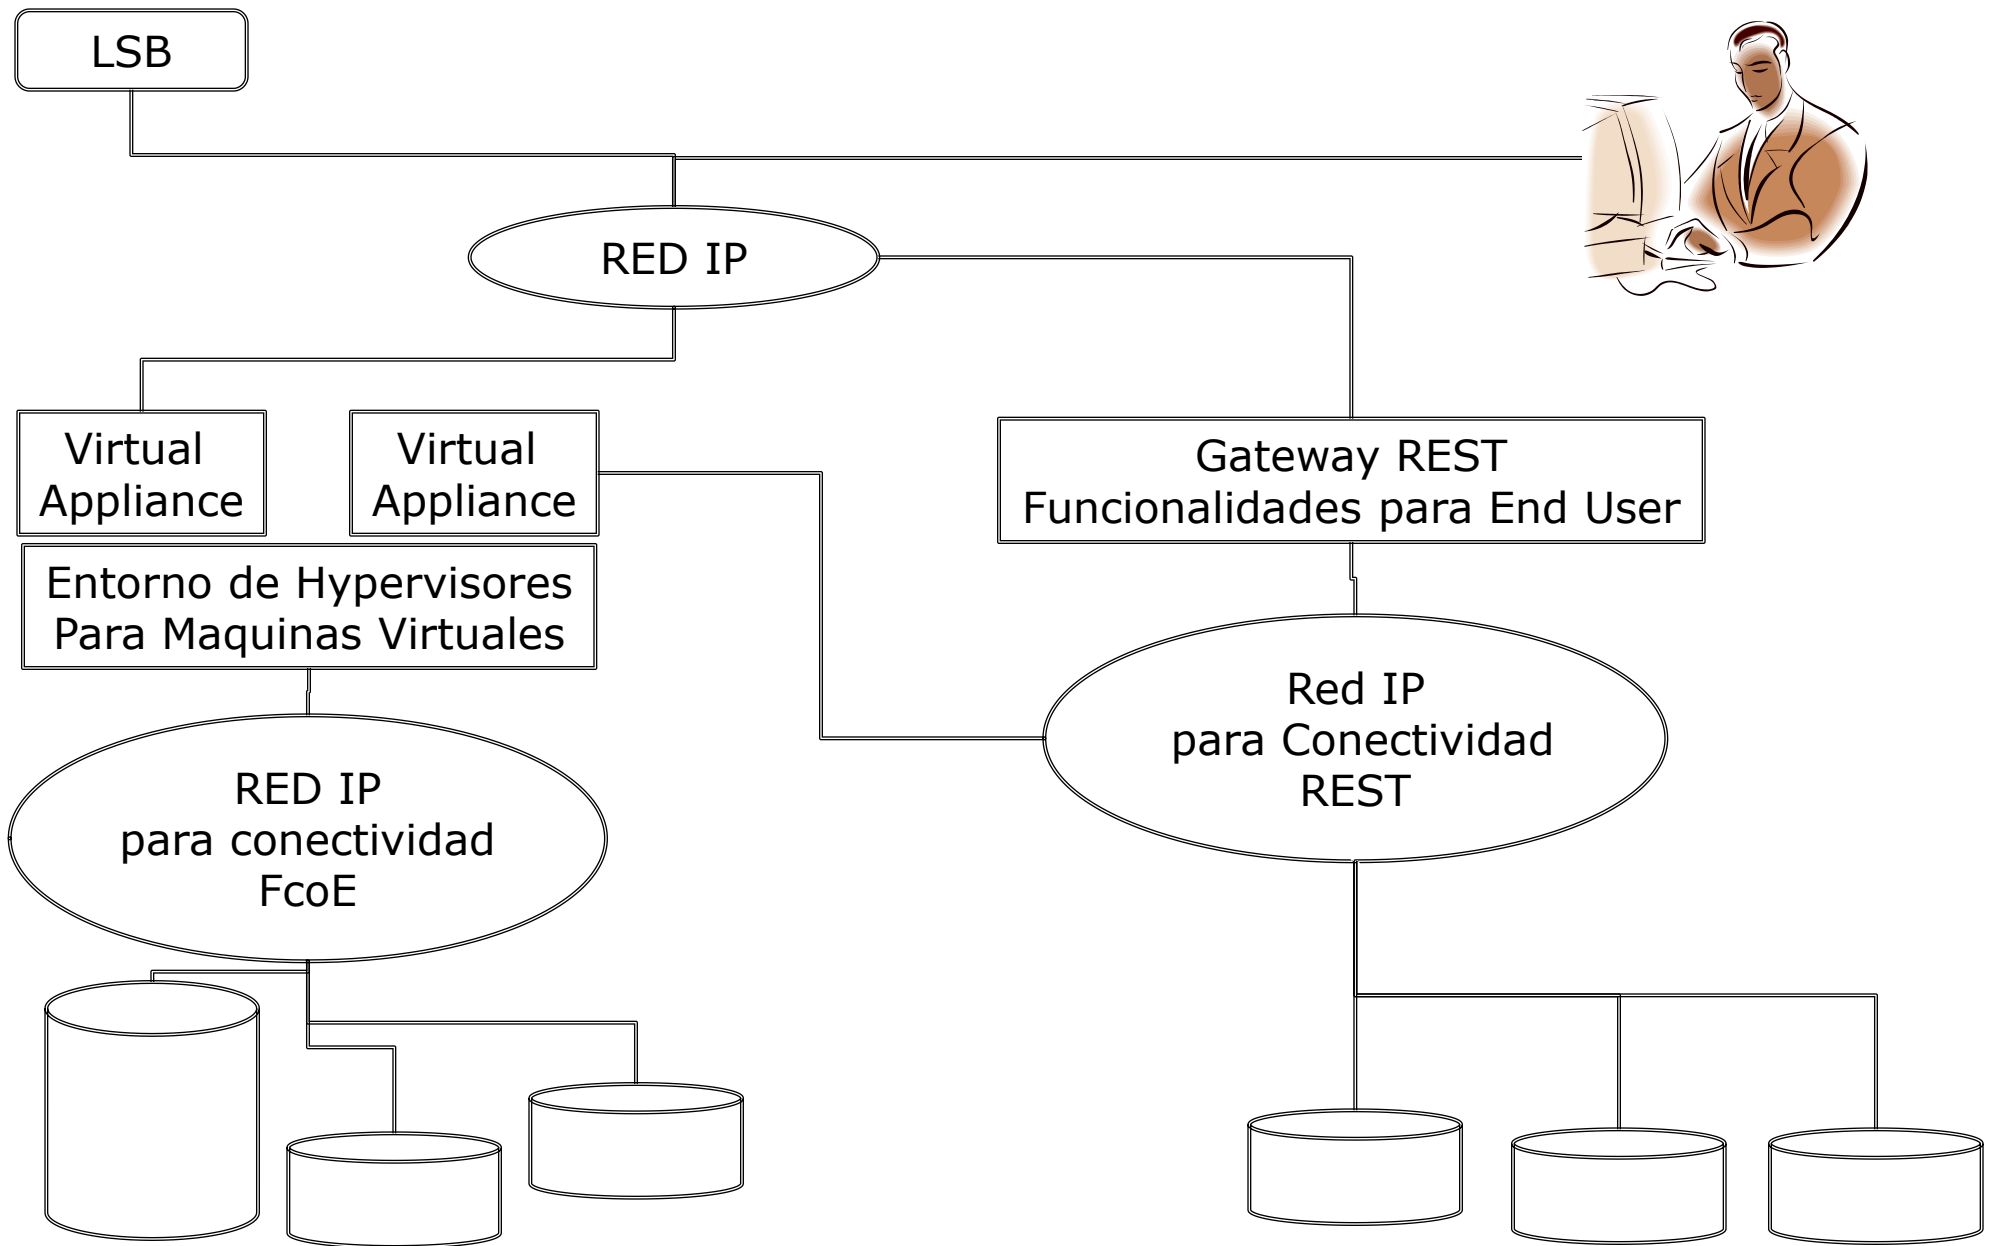 LSB
RED IP
Virtual
Appliance
Virtual
Appliance
Gateway REST
Funcionalidades para End User
Entorno de Hypervisores
Para Maquinas Virtuales
Red IP
para Conectividad
REST
RED IP
para conectividad
FcoE